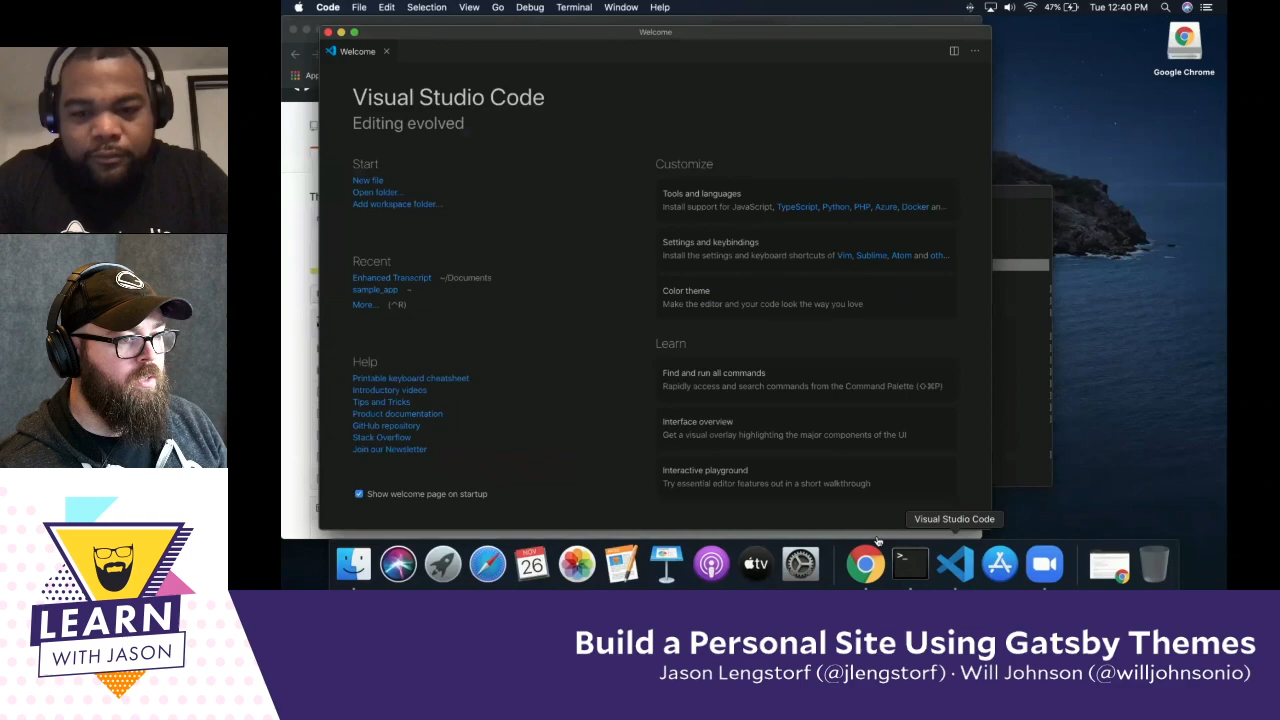 Code File Edit Selection View Go Debug Terminal Window Help
47% Tue 12:40 PM
Welcome
Welcome
App
Google Chrome
Visual Studio Code
Editing evolved
Start
New file
Open folder...
Add workspace folder...
Recent
Enhanced Transcript ~/Documents
sample_app ~
More... (^R)
Help
Printable keyboard cheatsheet
Introductory videos
Tips and Tricks
Product documentation
GitHub repository
Stack Overflow
Join our Newsletter
Show welcome page on startup
Customize
Tools and languages
Install support for JavaScript, TypeScript, Python, PHP, Azure, Docker an...
Settings and keybindings
Install the settings and keyboard shortcuts of Vim, Sublime, Atom and oth...
Color theme
Make the editor and your code look the way you love
Learn
Find and run all commands
Rapidly access and search commands from the Command Palette (⇧⌘P)
Interface overview
Get a visual overlay highlighting the major components of the UI
Interactive playground
Try essential editor features out in a short walkthrough
Visual Studio Code
NOV
26
tv
>_
LEARN
WITH JASON
Build a Personal Site Using Gatsby Themes
Jason Lengstorf (@jlengstorf) · Will Johnson (@willjohnsonio)